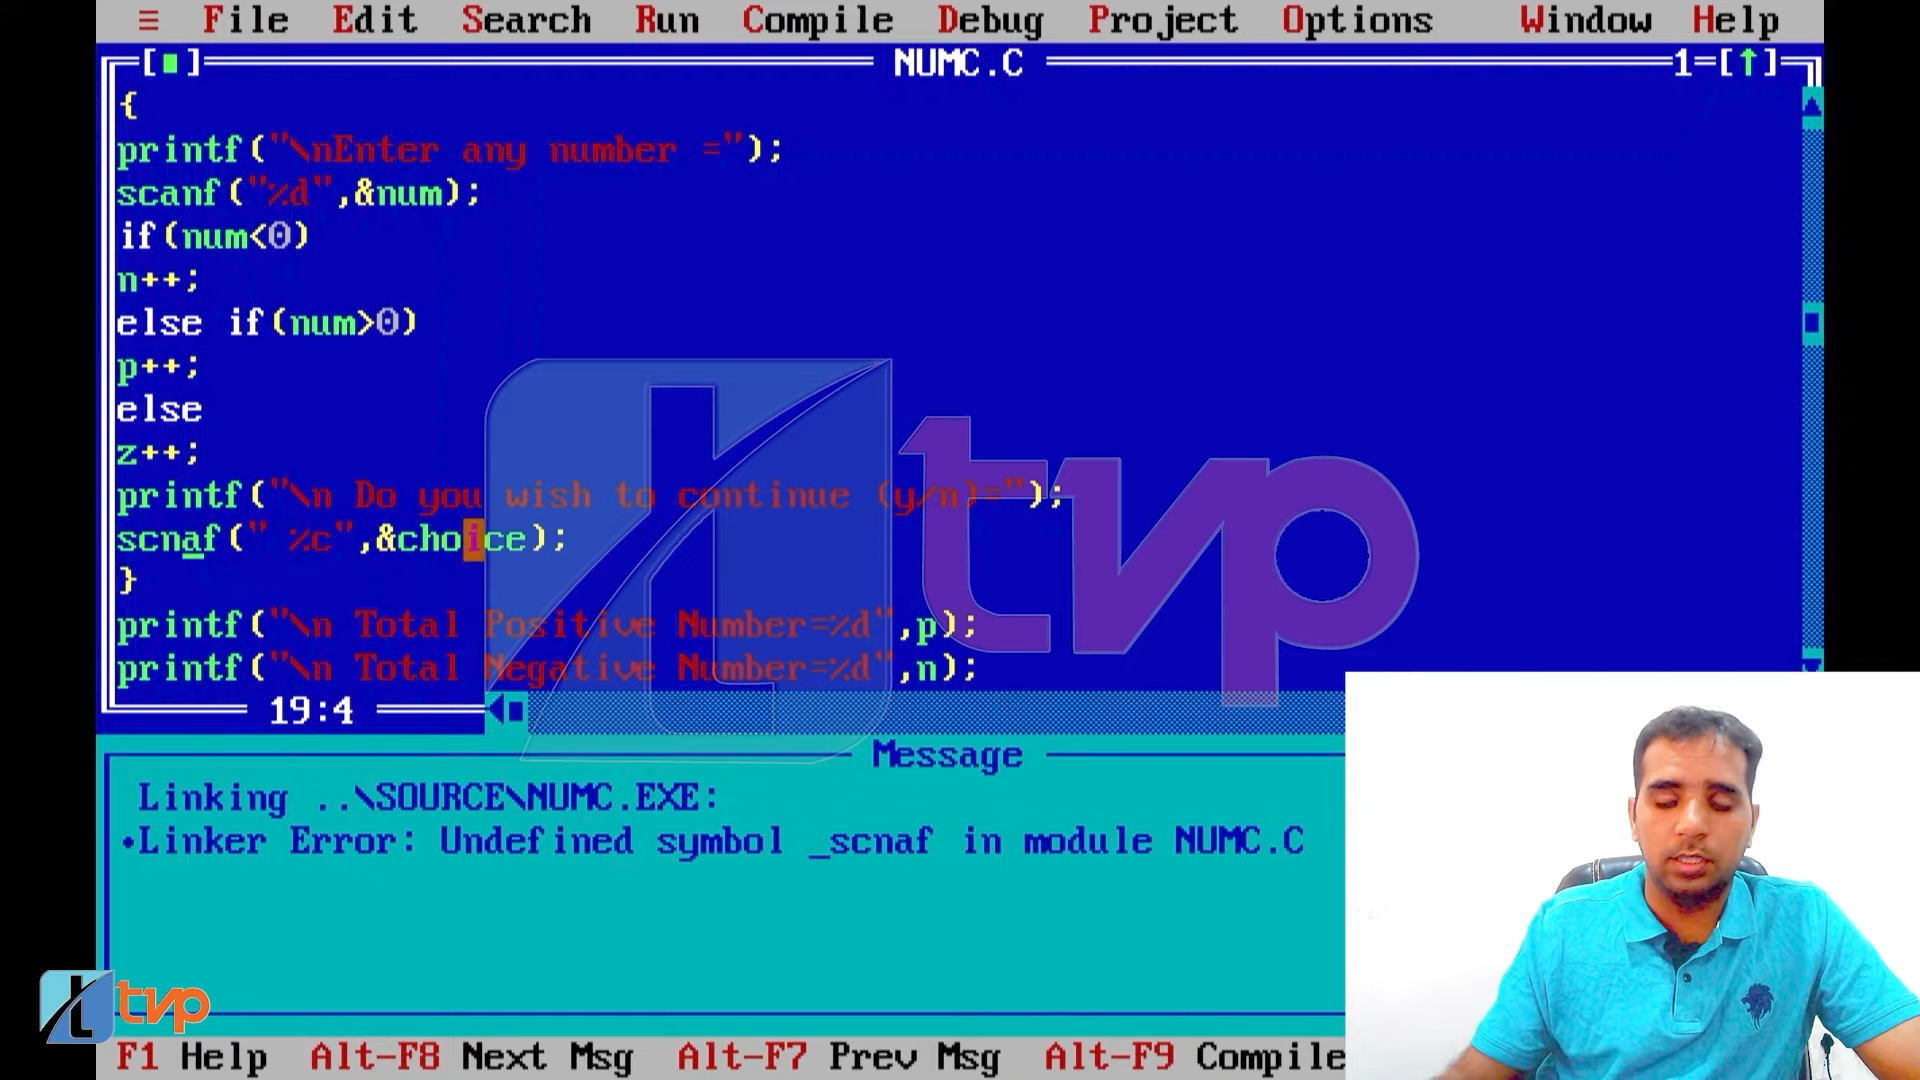 ≡ File Edit Search Run Compile Debug Project Options Window Help
[■] NUMC.C 1=[↑]
{
printf("\nEnter any number =");
scanf("%d",&num);
if(num<0)
n++;
else if(num>0)
p++;
else
z++;
printf("\n Do you wish to continue (y/n)=");
scnaf(" %c",&choice);
}
printf("\n Total Positive Number=%d",p);
printf("\n Total Negative Number=%d",n);
19:4
tvp
Message
Linking ..\SOURCE\NUMC.EXE:
•Linker Error: Undefined symbol _scnaf in module NUMC.C
tvp
F1 Help Alt-F8 Next Msg Alt-F7 Prev Msg Alt-F9 Compile